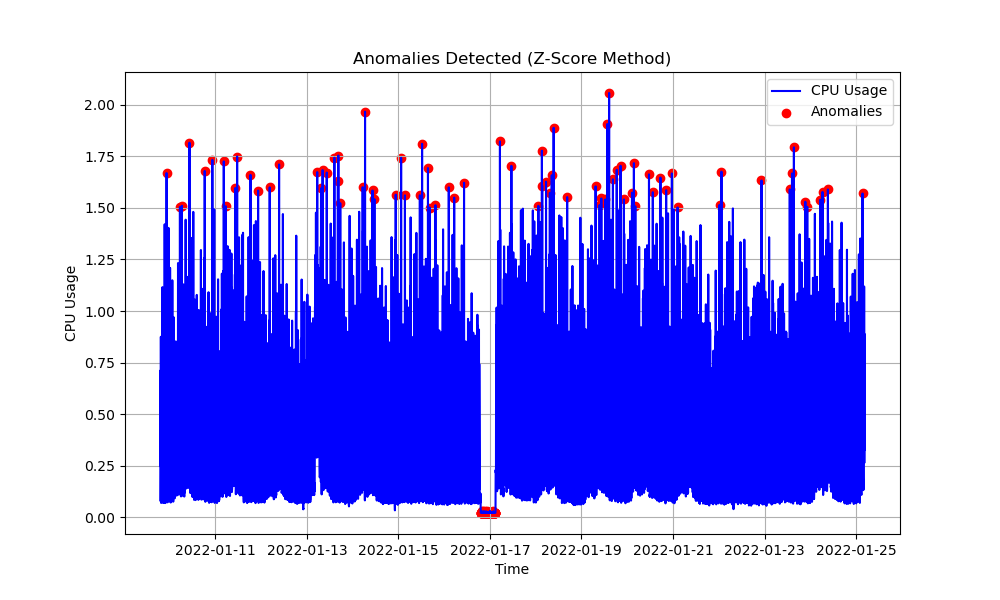 Anomalies Detected (Z-Score Method)
CPU Usage
Anomalies
2.00
1.75
1.50
1.25
1.00
0.75
0.50
0.25
0.00
CPU Usage
2022-01-11 2022-01-13 2022-01-15 2022-01-17 2022-01-19 2022-01-21 2022-01-23 2022-01-25
Time